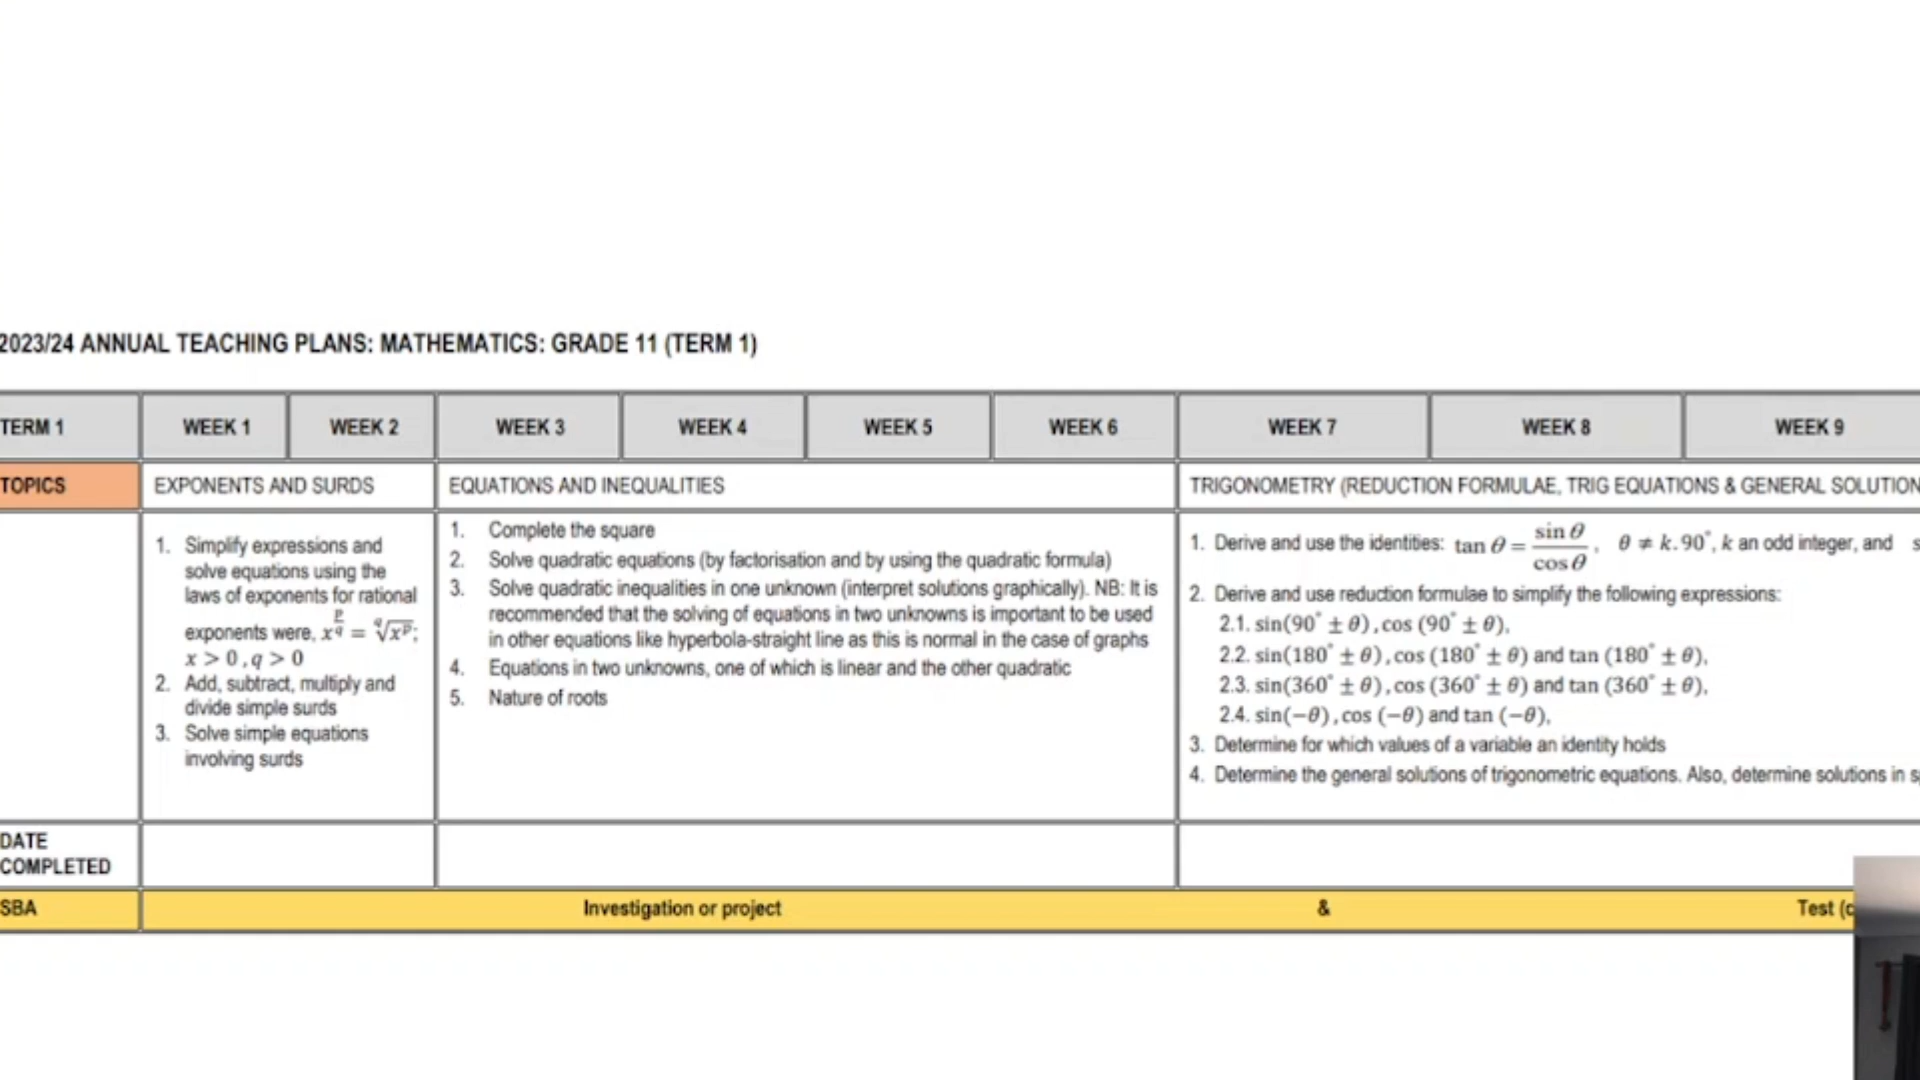 2023/24 ANNUAL TEACHING PLANS: MATHEMATICS: GRADE 11 (TERM 1)
TERM 1 WEEK 1 WEEK 2 WEEK 3 WEEK 4 WEEK 5 WEEK 6 WEEK 7 WEEK 8 WEEK 9
TOPICS EXPONENTS AND SURDS EQUATIONS AND INEQUALITIES TRIGONOMETRY (REDUCTION FORMULAE, TRIG EQUATIONS & GENERAL SOLUTION
1. Simplify expressions and
solve equations using the
laws of exponents for rational
exponents were, x^(p/q) = ^q√x^p;
x > 0, q > 0
2. Add, subtract, multiply and
divide simple surds
3. Solve simple equations
involving surds
1. Complete the square
2. Solve quadratic equations (by factorisation and by using the quadratic formula)
3. Solve quadratic inequalities in one unknown (interpret solutions graphically). NB: It is
recommended that the solving of equations in two unknowns is important to be used
in other equations like hyperbola-straight line as this is normal in the case of graphs
4. Equations in two unknowns, one of which is linear and the other quadratic
5. Nature of roots
1. Derive and use the identities: tan θ = sin θ / cos θ, θ ≠ k.90°, k an odd integer, and
2. Derive and use reduction formulae to simplify the following expressions:
2.1. sin(90° ± θ), cos (90° ± θ),
2.2. sin(180° ± θ), cos (180° ± θ) and tan (180° ± θ),
2.3. sin(360° ± θ), cos (360° ± θ) and tan (360° ± θ),
2.4. sin(−θ), cos (−θ) and tan (−θ),
3. Determine for which values of a variable an identity holds
4. Determine the general solutions of trigonometric equations. Also, determine solutions in
DATE
COMPLETED
SBA Investigation or project & Test